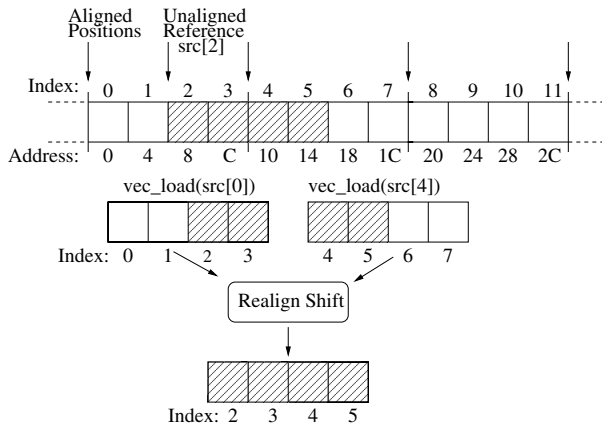 Aligned Positions
Unaligned Reference src[2]
Index: 0 1 2 3 4 5 6 7 8 9 10 11
Address: 0 4 8 C 10 14 18 1C 20 24 28 2C
vec_load(src[0]) vec_load(src[4])
Index: 0 1 2 3 4 5 6 7
Realign Shift
Index: 2 3 4 5